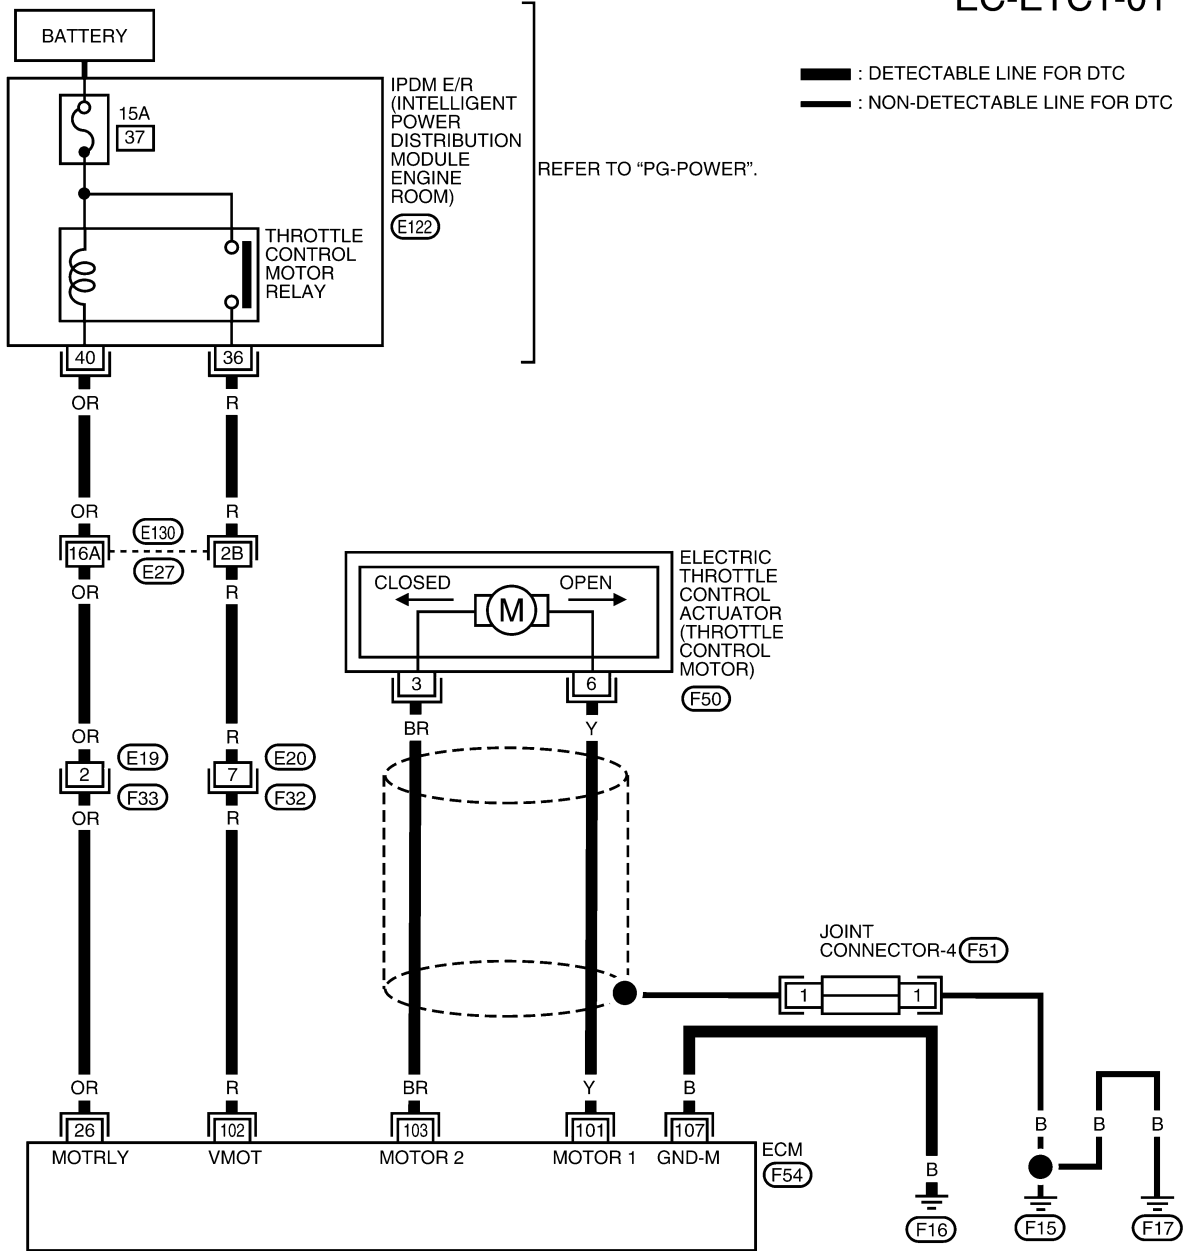 EC-ETC1-01
BATTERY
: DETECTABLE LINE FOR DTC
: NON-DETECTABLE LINE FOR DTC
15A
37
IPDM E/R
(INTELLIGENT
POWER
DISTRIBUTION
MODULE
ENGINE
ROOM)
E122
REFER TO “PG-POWER”.
THROTTLE
CONTROL
MOTOR
RELAY
40 36
OR R
OR R
16A E130 2B
E27
OR R
CLOSED OPEN
M
ELECTRIC
THROTTLE
CONTROL
ACTUATOR
(THROTTLE
CONTROL
MOTOR)
F50
3 6
BR Y
OR R
2 E19 7 E20
F33 F32
OR R
JOINT
CONNECTOR-4 F51
1 1
OR R BR Y B
26 102 103 101 107
MOTRLY VMOT MOTOR 2 MOTOR 1 GND-M
ECM
F54
B B B
B
F16 F15 F17